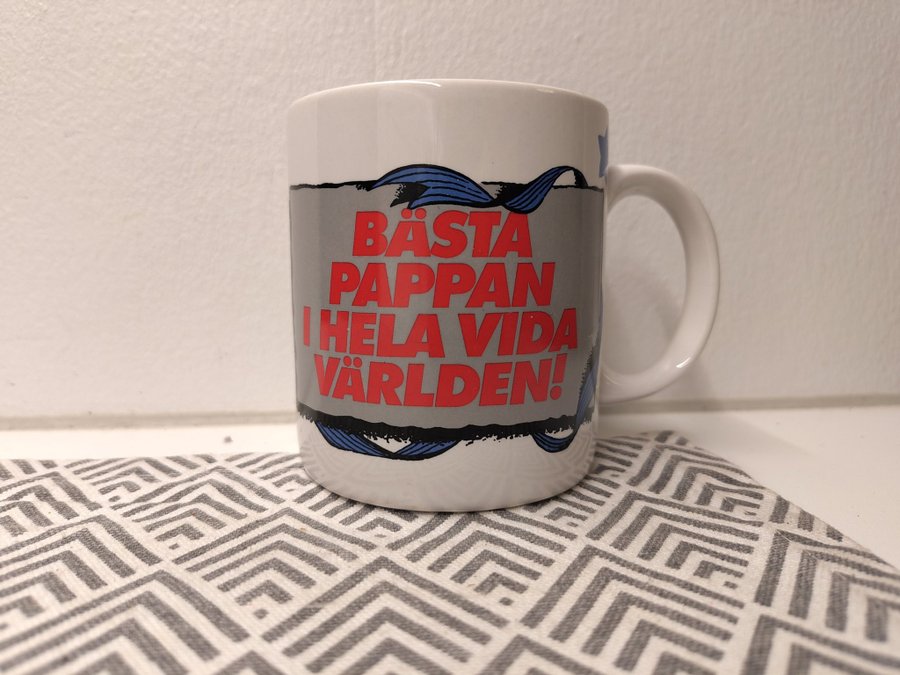 BÄSTA
PAPPAN
I HELA VIDA
VÄRLDEN!